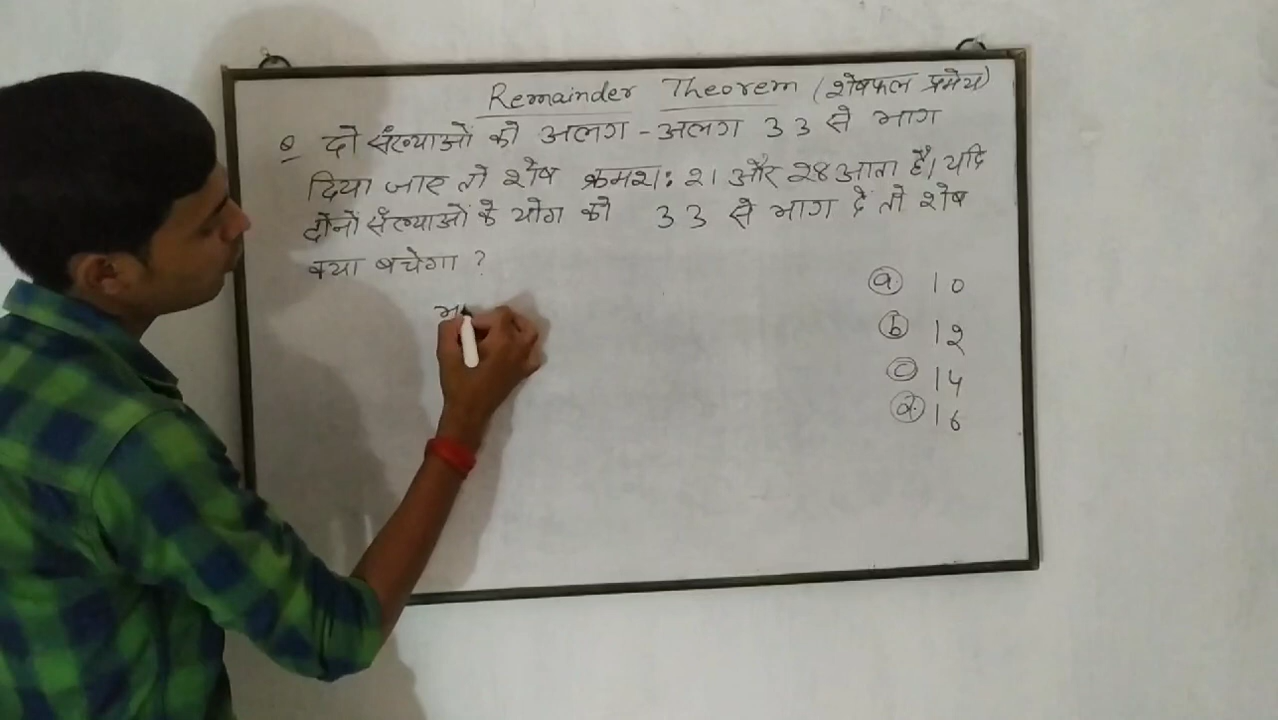 Remainder Theorem (शेषफल प्रमेय)
Q दो संख्याओं को अलग-अलग 33 से भाग
दिया जाए तो शेष क्रमशः 21 और 28 आता है। यदि
दोनों संख्याओं के योग को 33 से भाग दें तो शेष
क्या बचेगा ?
(a) 10
(b) 12
(c) 14
(d) 16